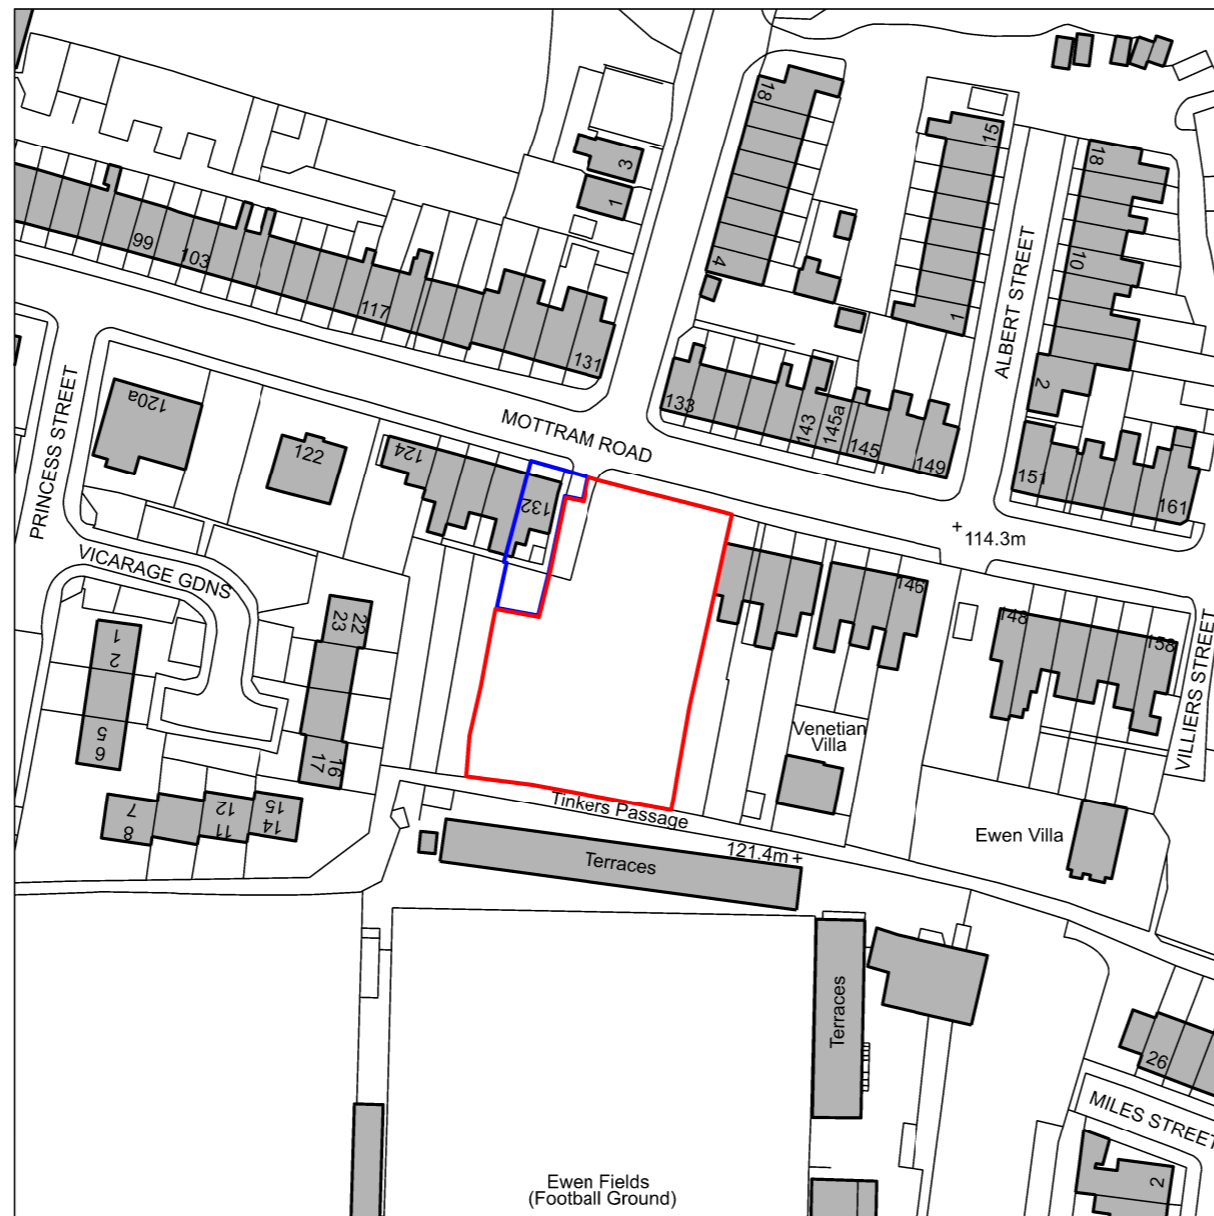 18
15
18
3
1
99
103
117
131
4
1
10
2
ALBERT STREET
133
143
145a
145
149
151
161
MOTTRAM ROAD
PRINCESS STREET
120a
122
124
132
114.3m
VICARAGE GDNS
1
2
5
6
22
23
16
17
7
8
12
11
15
14
146
148
158
VILLIERS STREET
Venetian
Villa
Tinkers Passage
121.4m
Terraces
Ewen Villa
Terraces
26
MILES STREET
2
Ewen Fields
(Football Ground)